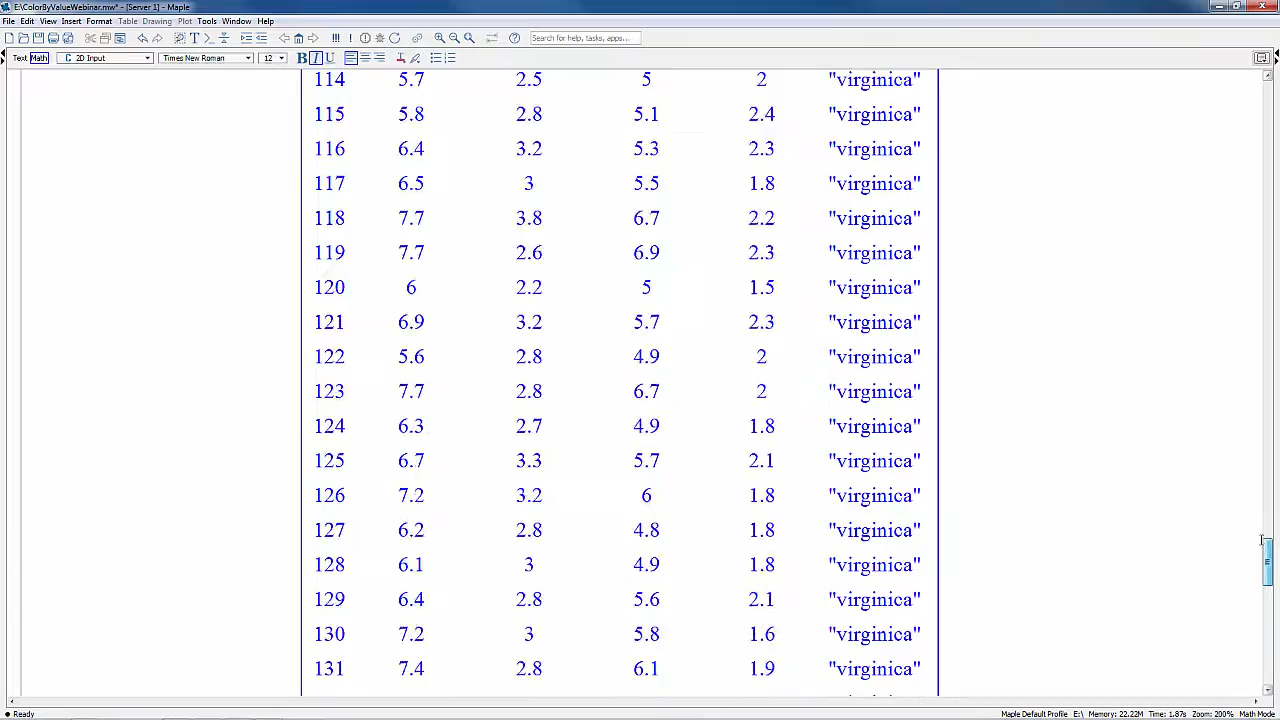 E:\ColorByValueWebinar.mw* - [Server 1] - Maple
File Edit View Insert Format Table Drawing Plot Tools Window Help
Search for help, tasks, apps...
Text Math C 2D Input Times New Roman 12 B I U
114 5.7 2.5 5 2 "virginica"
115 5.8 2.8 5.1 2.4 "virginica"
116 6.4 3.2 5.3 2.3 "virginica"
117 6.5 3 5.5 1.8 "virginica"
118 7.7 3.8 6.7 2.2 "virginica"
119 7.7 2.6 6.9 2.3 "virginica"
120 6 2.2 5 1.5 "virginica"
121 6.9 3.2 5.7 2.3 "virginica"
122 5.6 2.8 4.9 2 "virginica"
123 7.7 2.8 6.7 2 "virginica"
124 6.3 2.7 4.9 1.8 "virginica"
125 6.7 3.3 5.7 2.1 "virginica"
126 7.2 3.2 6 1.8 "virginica"
127 6.2 2.8 4.8 1.8 "virginica"
128 6.1 3 4.9 1.8 "virginica"
129 6.4 2.8 5.6 2.1 "virginica"
130 7.2 3 5.8 1.6 "virginica"
131 7.4 2.8 6.1 1.9 "virginica"
Ready Maple Default Profile E:\ Memory: 22.22M Time: 1.87s Zoom: 200% Math Mode